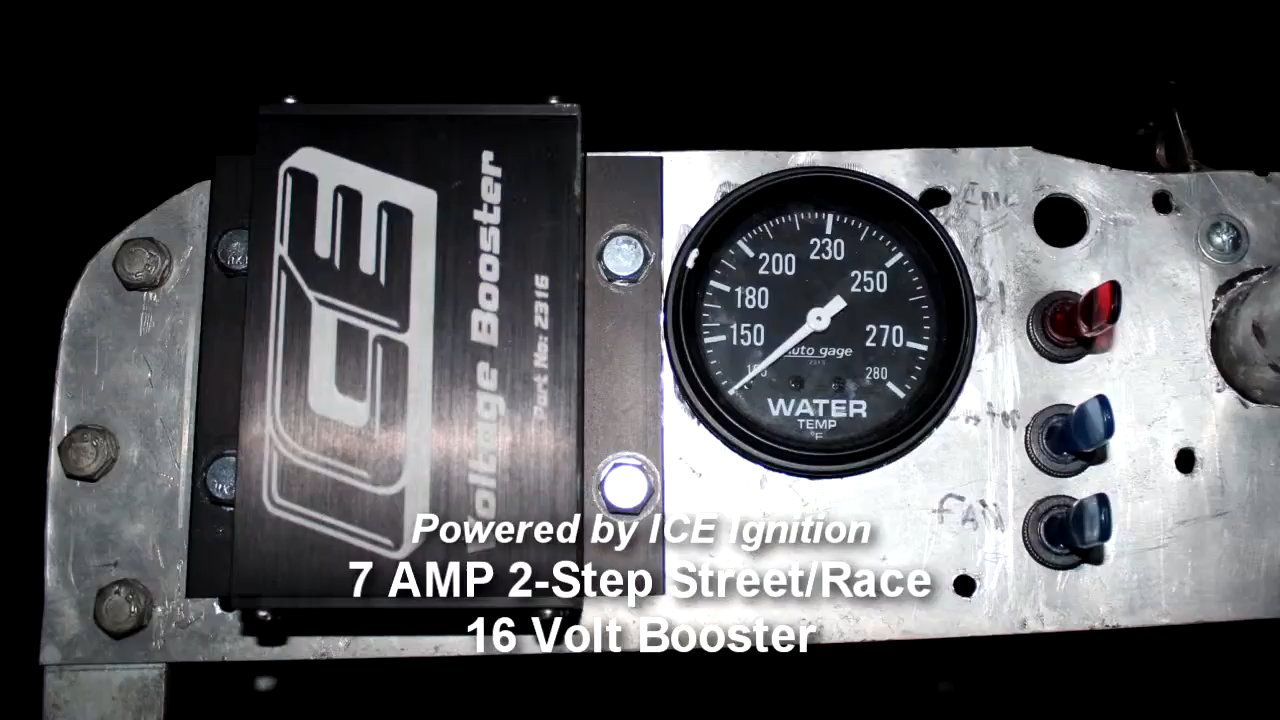 ICE
Voltage Booster
Part No: 2316
200
230
250
180
270
150
auto gage
280
WATER
TEMP
°F
FAN
Powered by ICE Ignition
7 AMP 2-Step Street/Race
16 Volt Booster